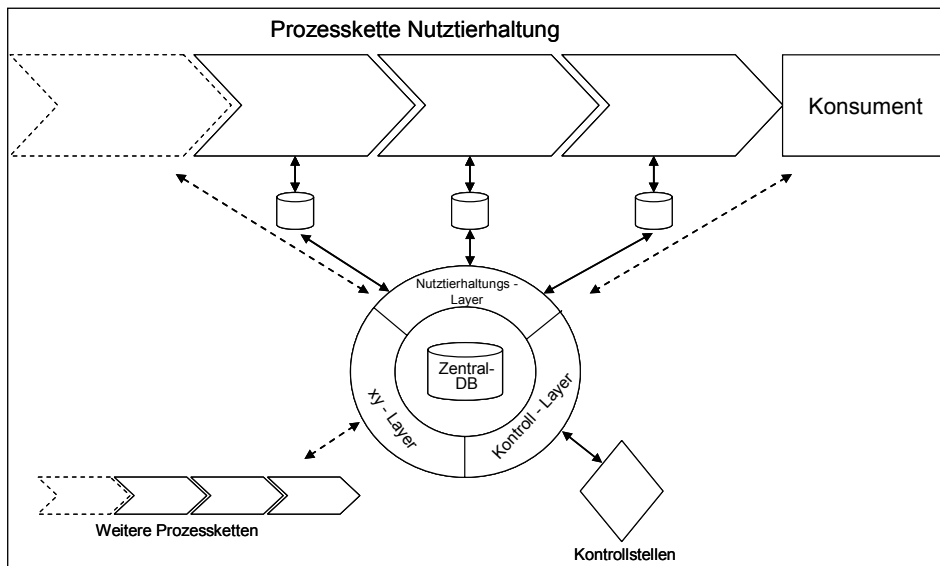 Prozesskette Nutztierhaltung
Konsument
Nutztierhaltungs -
Layer
Zentral-
DB
xy - Layer
Kontroll - Layer
Weitere Prozessketten
Kontrollstellen